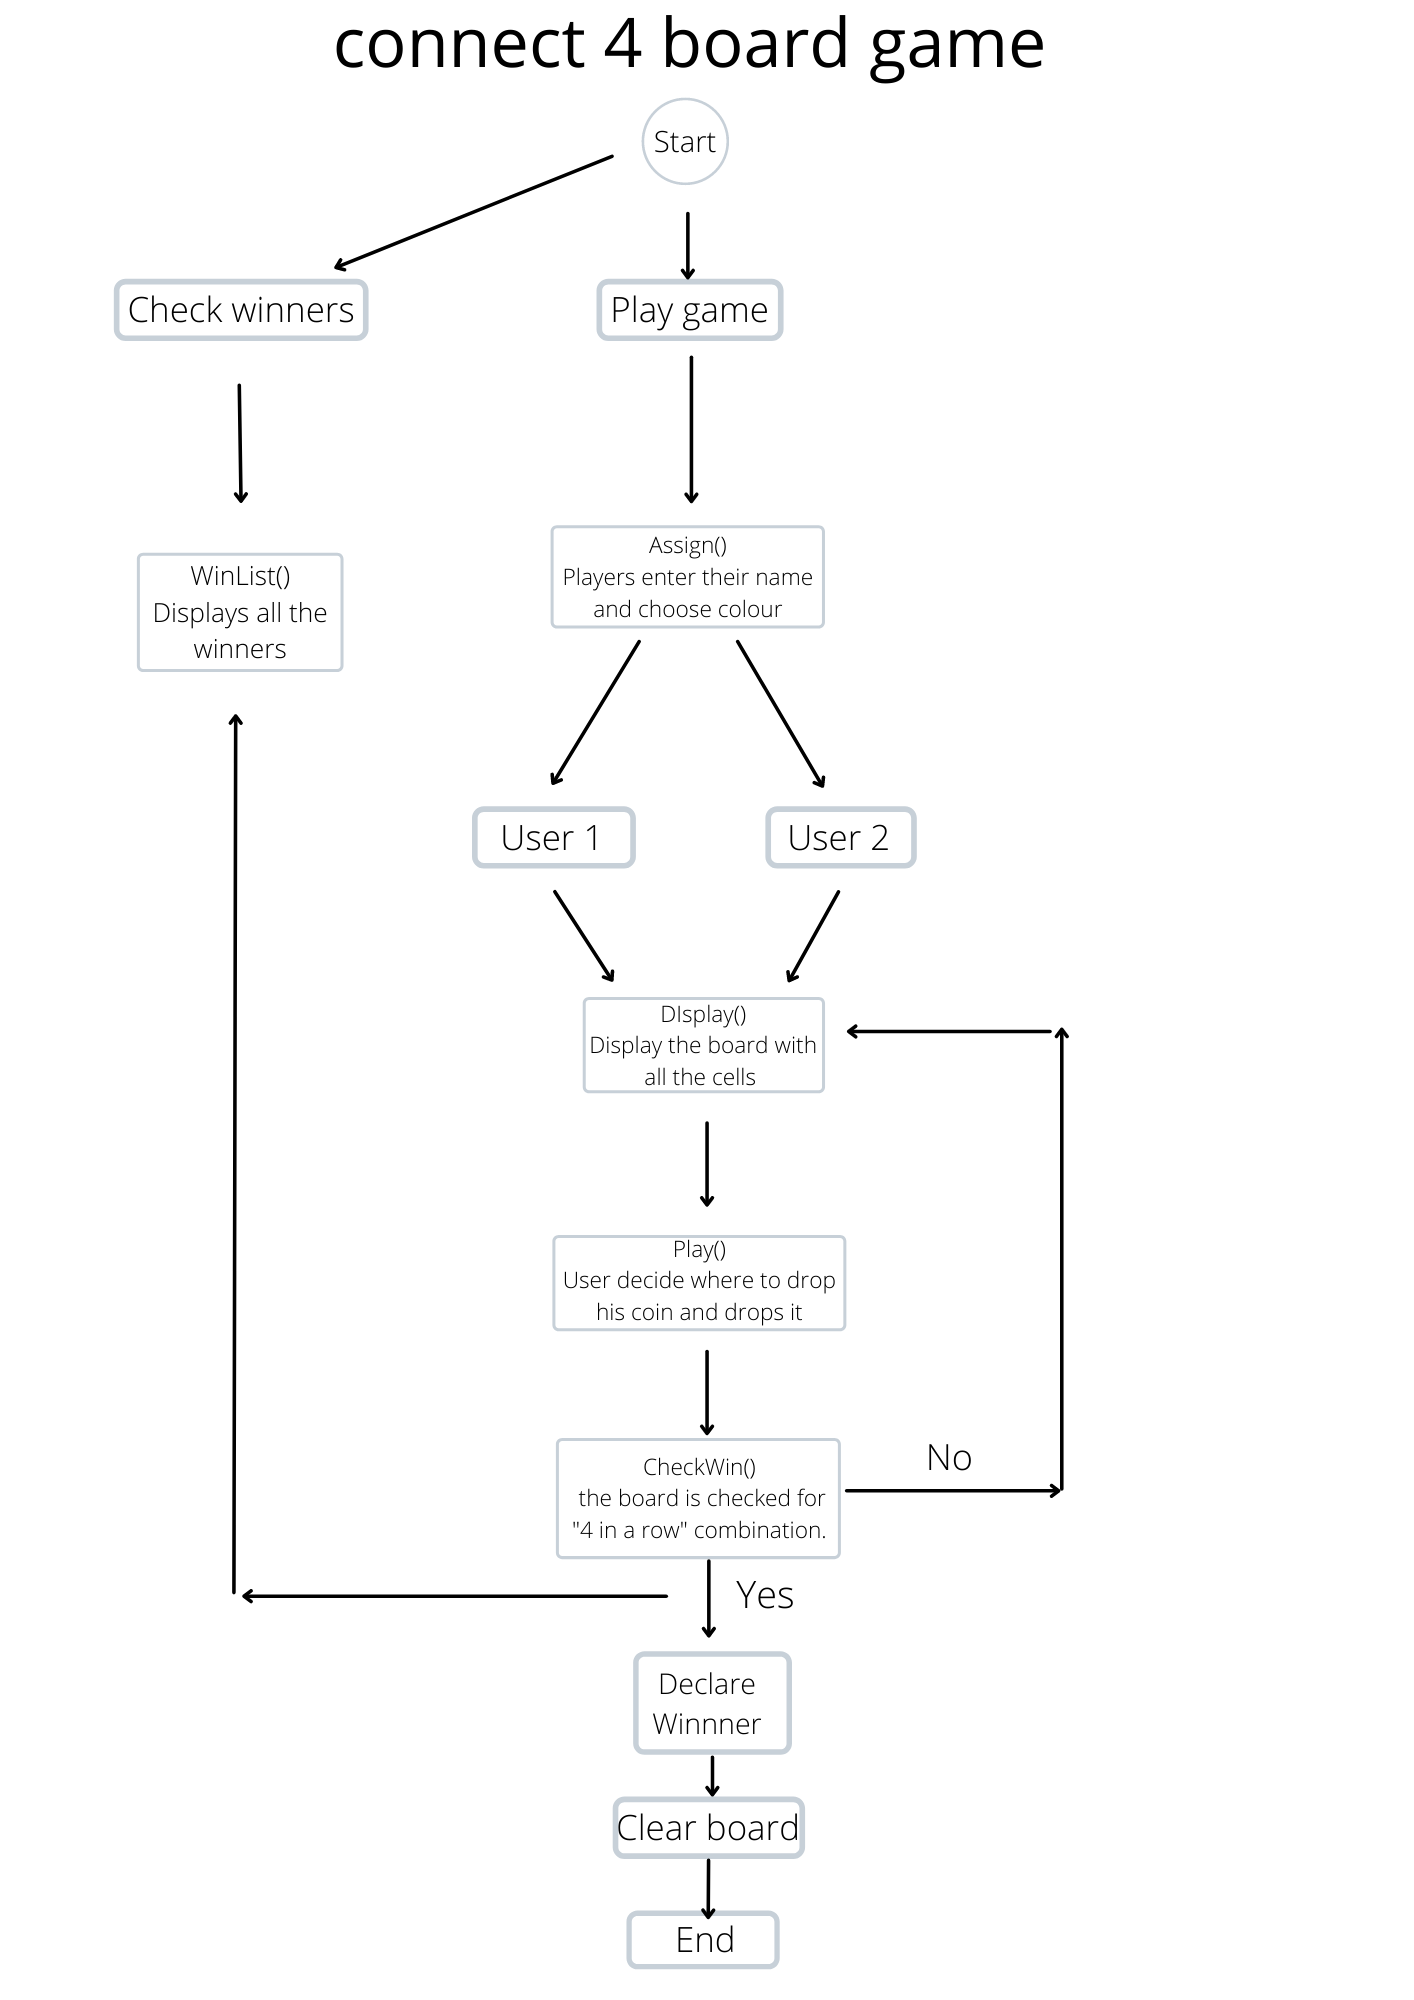 connect 4 board game
Start
Check winners
Play game
Assign()
Players enter their name
and choose colour
WinList()
Displays all the
winners
User 1
User 2
DIsplay()
Display the board with
all the cells
Play()
User decide where to drop
his coin and drops it
CheckWin()
the board is checked for
"4 in a row" combination.
No
Yes
Declare
Winnner
Clear board
End